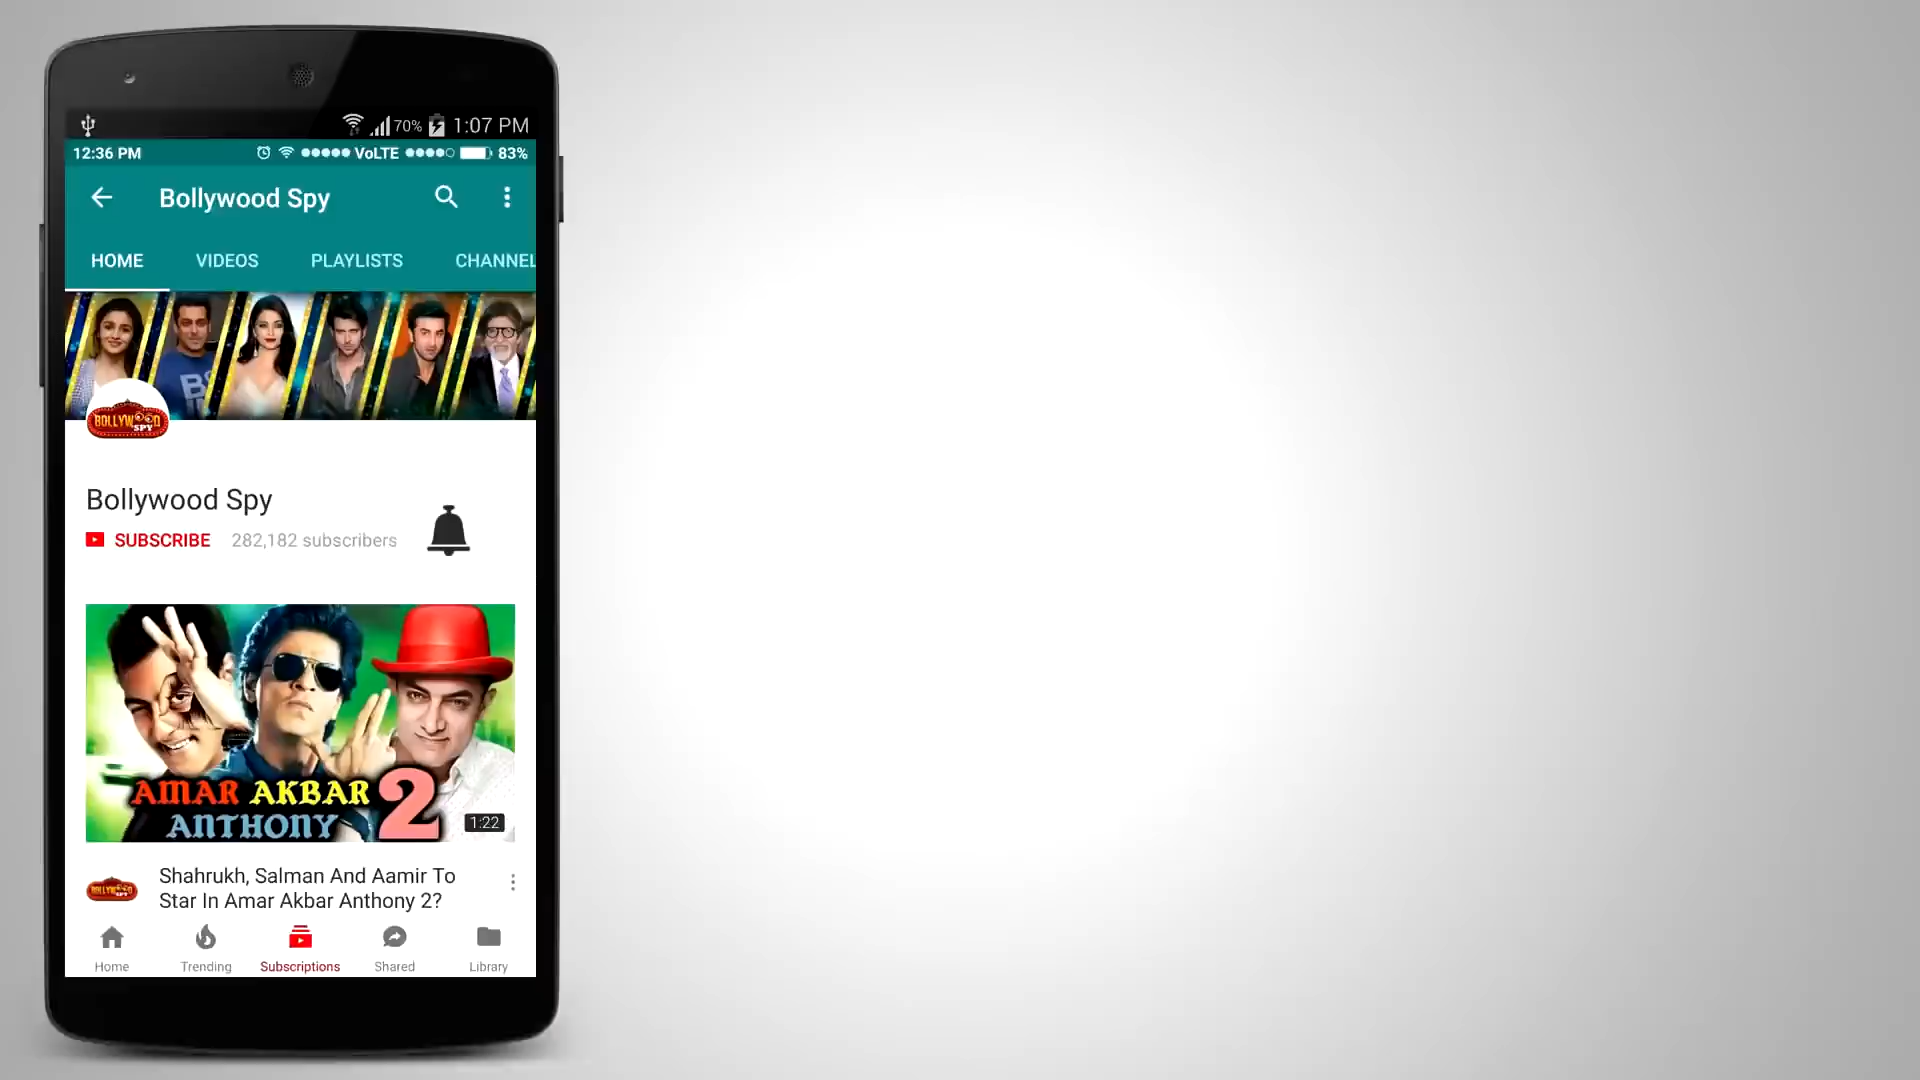 70% 1:07 PM
12:36 PM VoLTE 83%
Bollywood Spy
HOME VIDEOS PLAYLISTS CHANNEL
BOLLYWOOD
SPY
Bollywood Spy
SUBSCRIBE 282,182 subscribers
AMAR AKBAR 2
ANTHONY
1:22
BOLLYWOOD
SPY
Shahrukh, Salman And Aamir To
Star In Amar Akbar Anthony 2?
Home Trending Subscriptions Shared Library